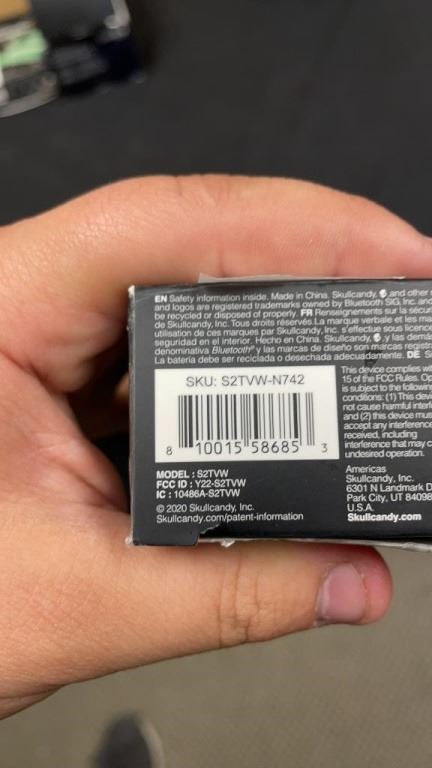 EN Safety information inside. Made in China. Skullcandy, and other
and logos are registered trademarks owned by Bluetooth SIG, Inc. and
be recycled or disposed of properly. FR Renseignements sur la sécur
de Skullcandy, Inc. Tous droits réservés. La marque verbale et les ma
utilisation de ces marques par Skullcandy, Inc. s'effectue sous licence
seguridad en el interior. Hecho en China. Skullcandy, ,y las demá
denominativa Bluetooth® y las marcas de diseño son marcas registr
La batería debe ser reciclada o desechada adecuadamente. DE Si
SKU: S2TVW-N742
8 10015 58685 3
MODEL : S2TVW
FCC ID : Y22-S2TVW
IC : 10486A-S2TVW
© 2020 Skullcandy, Inc.
Skullcandy.com/patent-information
This device complies wit
15 of the FCC Rules. Op
is subject to the following
conditions: (1) This devi
not cause harmful interf
and (2) this device mus
accept any interference
received, including
interference that may c
undesired operation.
Americas
Skullcandy, Inc.
6301 N Landmark D
Park City, UT 84098
U.S.A.
Skullcandy.com